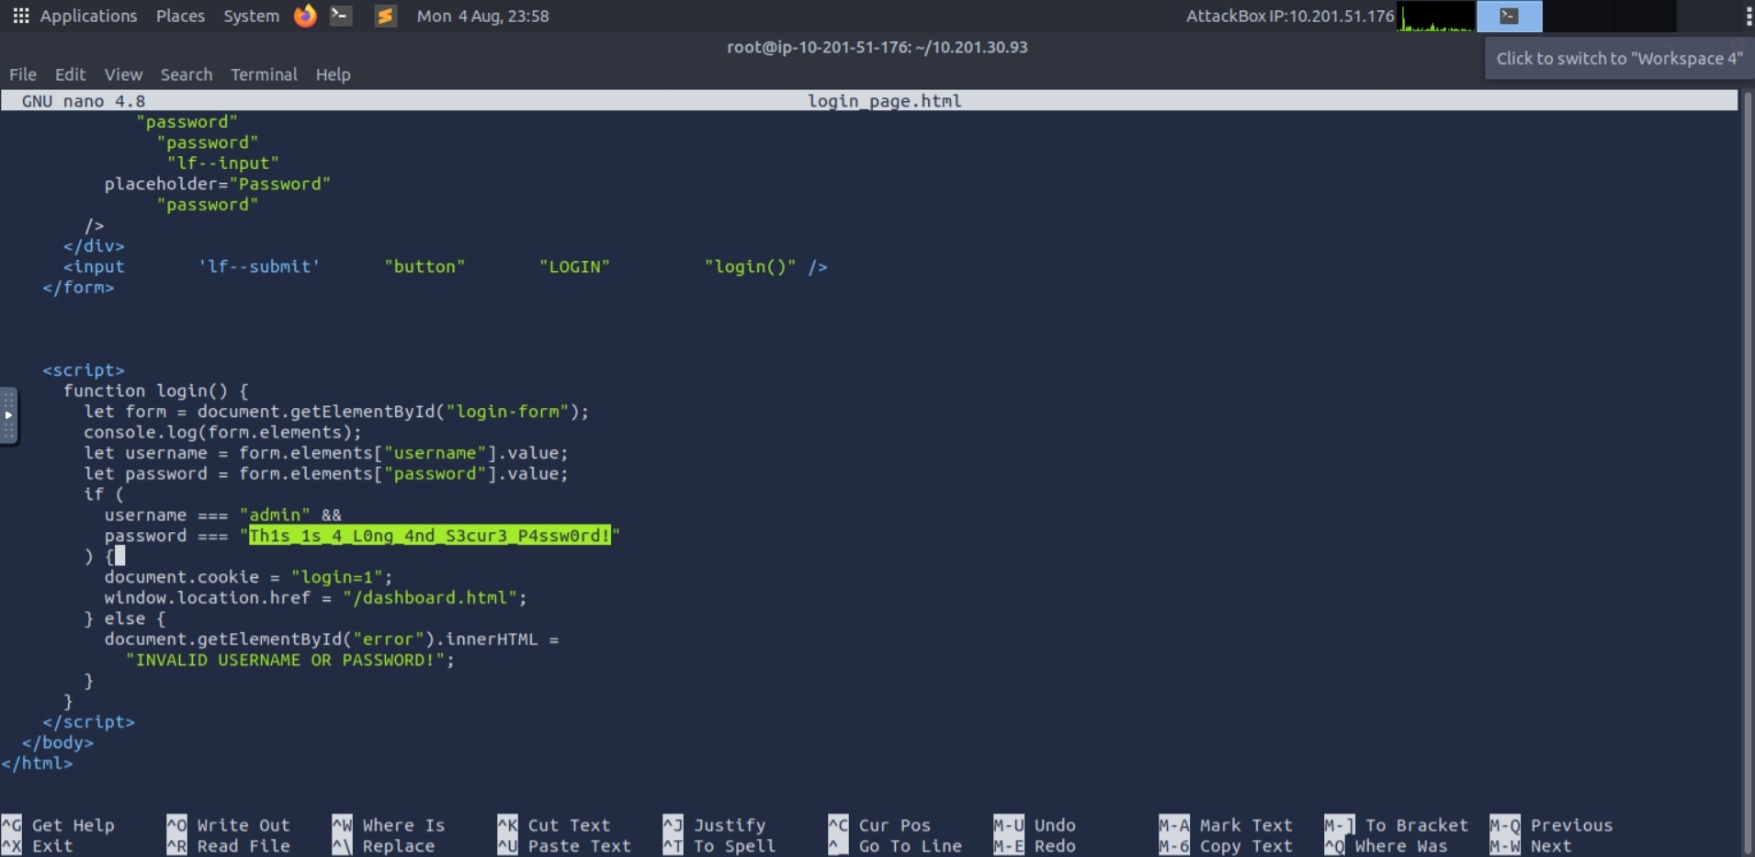 Applications Places System Mon 4 Aug, 23:58 AttackBox IP:10.201.51.176
root@ip-10-201-51-176: ~/10.201.30.93
Click to switch to "Workspace 4"
File Edit View Search Terminal Help
GNU nano 4.8 login_page.html
"password"
"password"
"lf--input"
placeholder="Password"
"password"
/>
</div>
<input 'lf--submit' "button" "LOGIN" "login()" />
</form>
<script>
function login() {
let form = document.getElementById("login-form");
console.log(form.elements);
let username = form.elements["username"].value;
let password = form.elements["password"].value;
if (
username === "admin" &&
password === "Th1s_1s_4_L0ng_4nd_S3cur3_P4ssw0rd!"
) {
document.cookie = "login=1";
window.location.href = "/dashboard.html";
} else {
document.getElementById("error").innerHTML =
"INVALID USERNAME OR PASSWORD!";
}
}
</script>
</body>
</html>
^G Get Help ^O Write Out ^W Where Is ^K Cut Text ^J Justify ^C Cur Pos M-U Undo M-A Mark Text M-] To Bracket M-Q Previous
^X Exit ^R Read File ^\ Replace ^U Paste Text ^T To Spell ^_ Go To Line M-E Redo M-6 Copy Text ^Q Where Was M-W Next